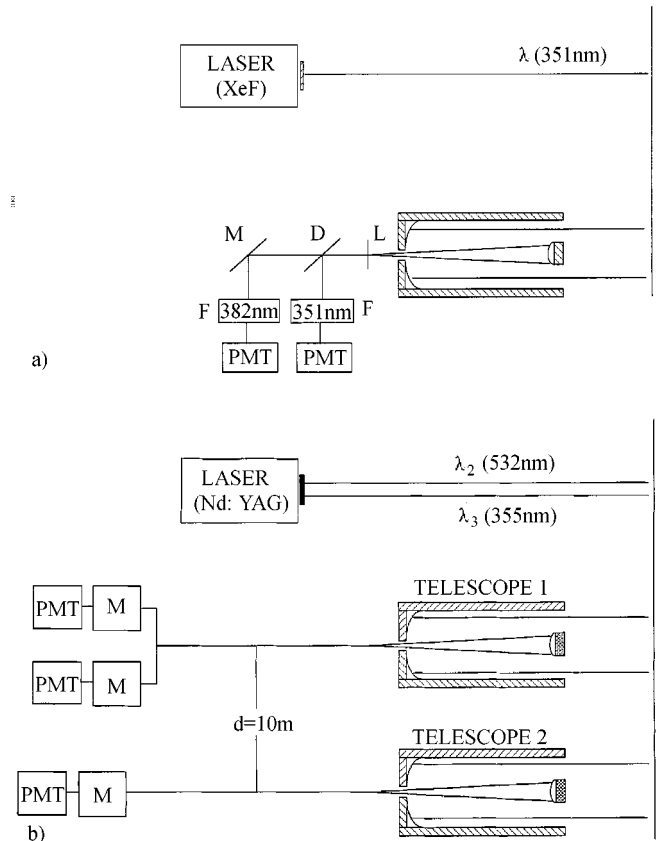 LASER
(XeF)
λ (351nm)
M
D
L
F
382nm
351nm
F
PMT
PMT
a)
LASER
(Nd: YAG)
λ2 (532nm)
λ3 (355nm)
TELESCOPE 1
PMT
M
PMT
M
d=10m
TELESCOPE 2
PMT
M
b)